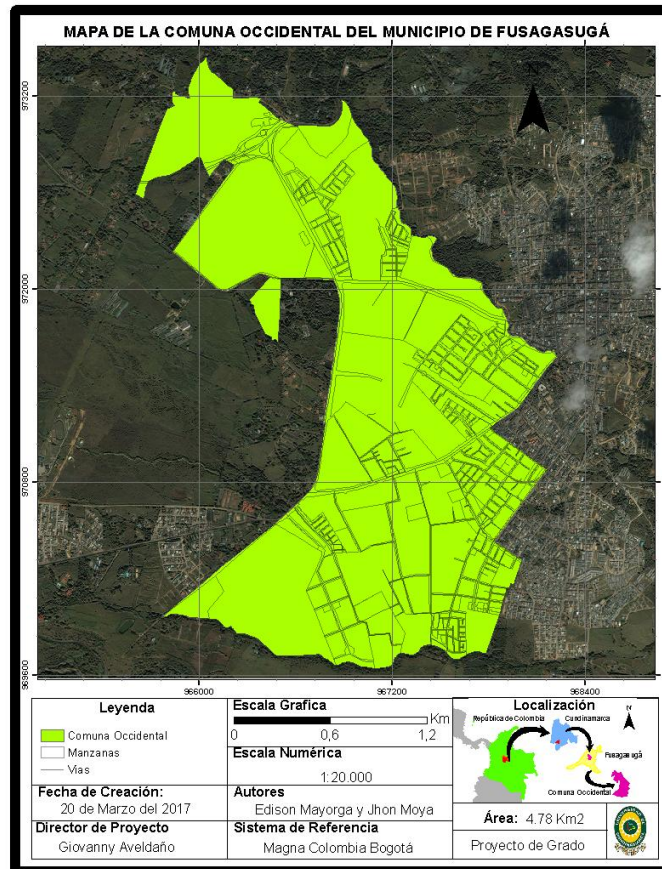 MAPA DE LA COMUNA OCCIDENTAL DEL MUNICIPIO DE FUSAGASUGÁ
973200
972000
970800
969600
966000
967200
968400
Leyenda
Comuna Occidental
Manzanas
Vias
Fecha de Creación:
20 de Marzo del 2017
Director de Proyecto
Giovanny Aveldaño
Escala Grafica
Km
0 0,6 1,2
Escala Numérica
1:20.000
Autores
Edison Mayorga y Jhon Moya
Sistema de Referencia
Magna Colombia Bogotá
Localización
República de Colombia
Cundinamarca
N
Fusagasugá
Comuna Occidental
Área: 4.78 Km2
Proyecto de Grado